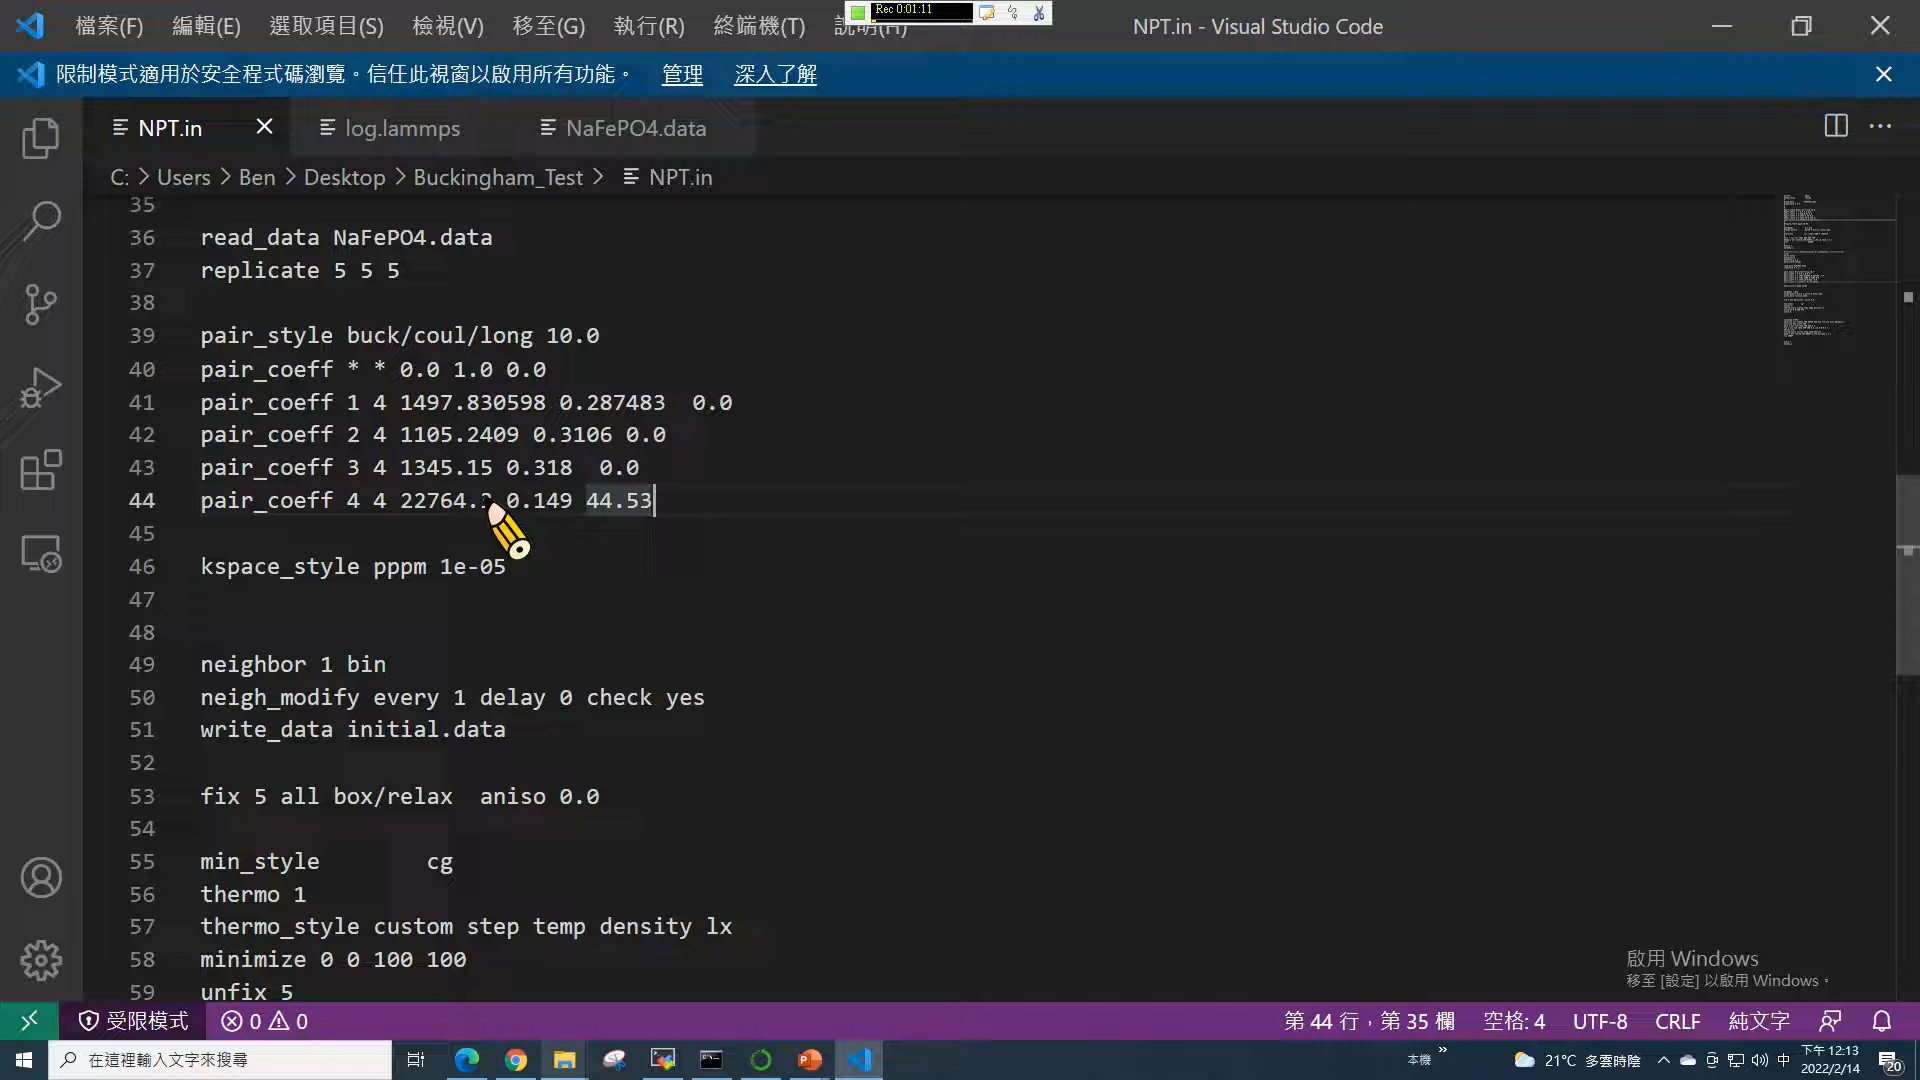 檔案(F) 編輯(E) 選取項目(S) 檢視(V) 移至(G) 執行(R) 終端機(T) 說明(H) Rec 0:01:11 NPT.in - Visual Studio Code
限制模式適用於安全程式碼瀏覽。信任此視窗以啟用所有功能。 管理 深入了解
NPT.in log.lammps NaFePO4.data
C: > Users > Ben > Desktop > Buckingham_Test > NPT.in
35
36 read_data NaFePO4.data
37 replicate 5 5 5
38
39 pair_style buck/coul/long 10.0
40 pair_coeff * * 0.0 1.0 0.0
41 pair_coeff 1 4 1497.830598 0.287483 0.0
42 pair_coeff 2 4 1105.2409 0.3106 0.0
43 pair_coeff 3 4 1345.15 0.318 0.0
44 pair_coeff 4 4 0.149 44.53
45
46 kspace_style pppm 1e-05
47
48
49 neighbor 1 bin
50 neigh_modify every 1 delay 0 check yes
51 write_data initial.data
52
53 fix 5 all box/relax aniso 0.0
54
55 min_style cg
56 thermo 1
57 thermo_style custom step temp density lx
58 minimize 0 0 100 100
59 unfix 5
啟用 Windows
移至 [設定] 以啟用 Windows。
受限模式 0 0 第 44 行，第 35 欄 空格: 4 UTF-8 CRLF 純文字
在這裡輸入文字來搜尋 本機 21°C 多雲時陰 中 下午 12:13 2022/2/14 20